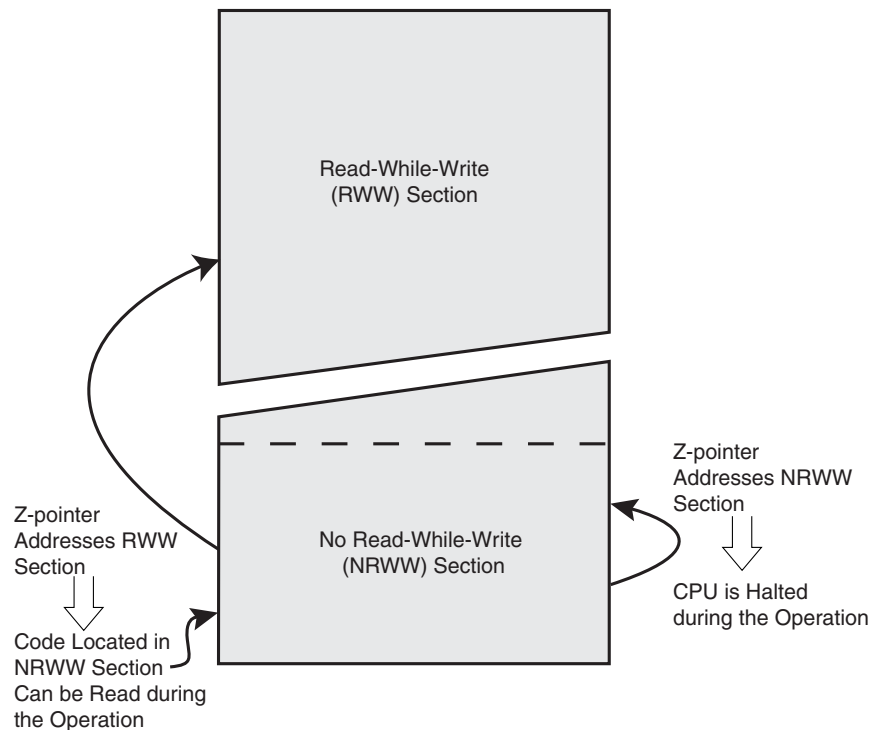 Read-While-Write
(RWW) Section
Z-pointer
Addresses NRWW
Section
Z-pointer
Addresses RWW
Section
No Read-While-Write
(NRWW) Section
CPU is Halted
during the Operation
Code Located in
NRWW Section
Can be Read during
the Operation